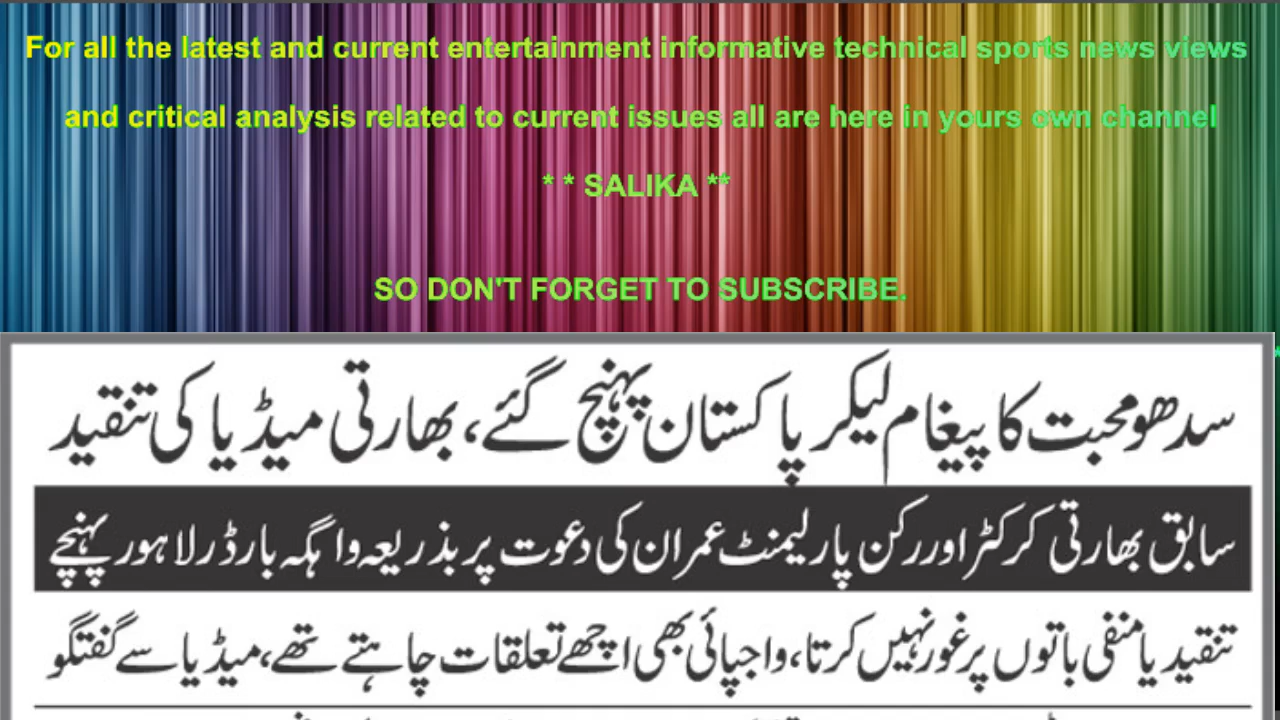 For all the latest and current entertainment informative technical sports news views
and critical analysis related to current issues all are here in yours own channel
* * SALIKA **
SO DON'T FORGET TO SUBSCRIBE.
سدھو محبت کا پیغام لیکر پاکستان پہنچ گئے، بھارتی میڈیا کی تنقید
سابق بھارتی کرکٹر اور رکن پارلیمنٹ عمران کی دعوت پر بذریعہ واہگہ بارڈر لاہور پہنچے
تنقید یا منفی باتوں پر غور نہیں کرتا، واجپائی بھی اچھے تعلقات چاہتے تھے، میڈیا سے گفتگو